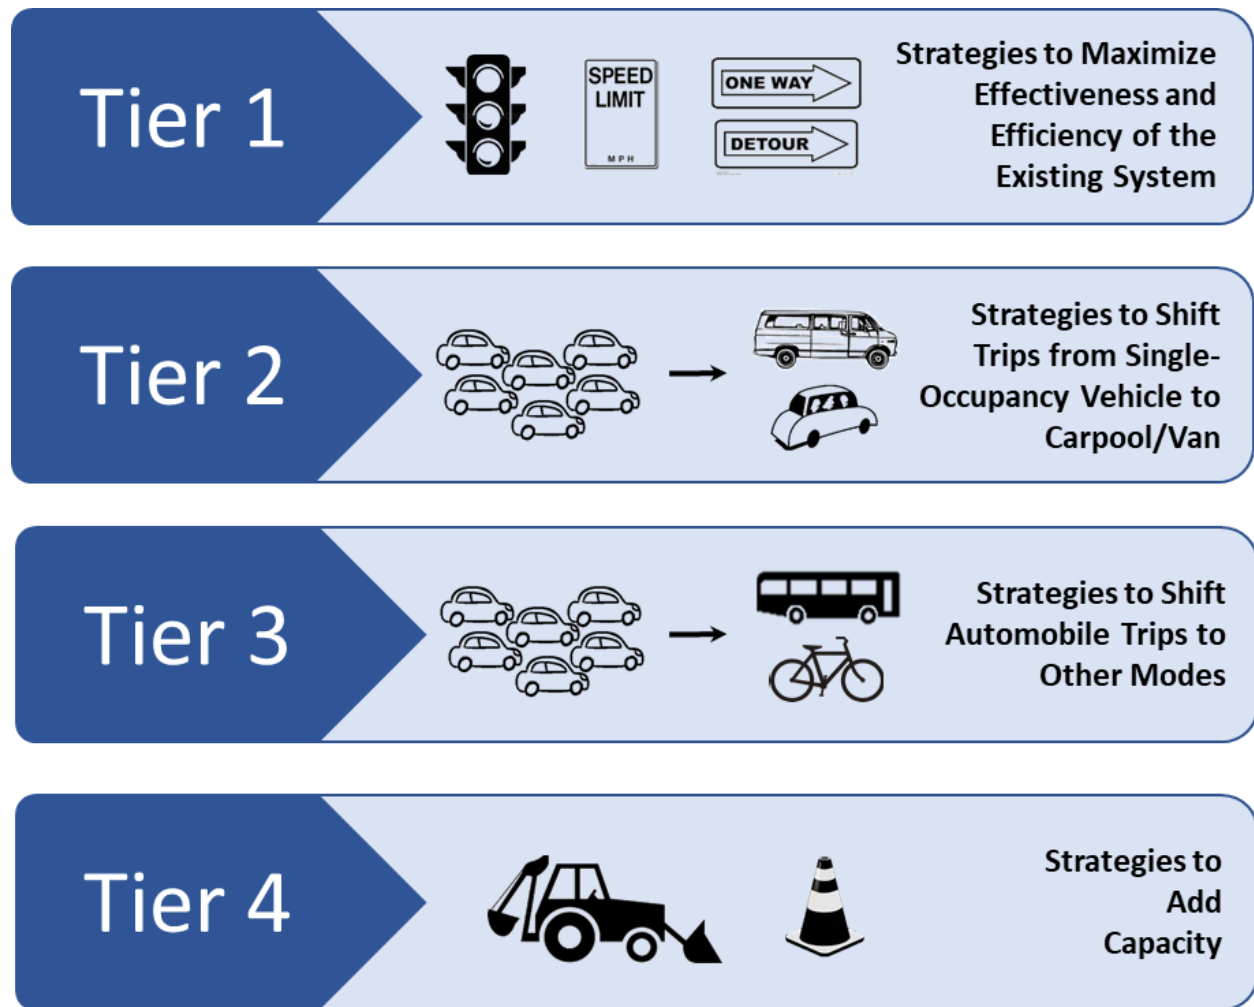 Tier 1
SPEED
LIMIT
MPH
ONE WAY
DETOUR
Strategies to Maximize
Effectiveness and
Efficiency of the
Existing System
Tier 2
Strategies to Shift
Trips from Single-
Occupancy Vehicle to
Carpool/Van
Tier 3
Strategies to Shift
Automobile Trips to
Other Modes
Tier 4
Strategies to
Add
Capacity